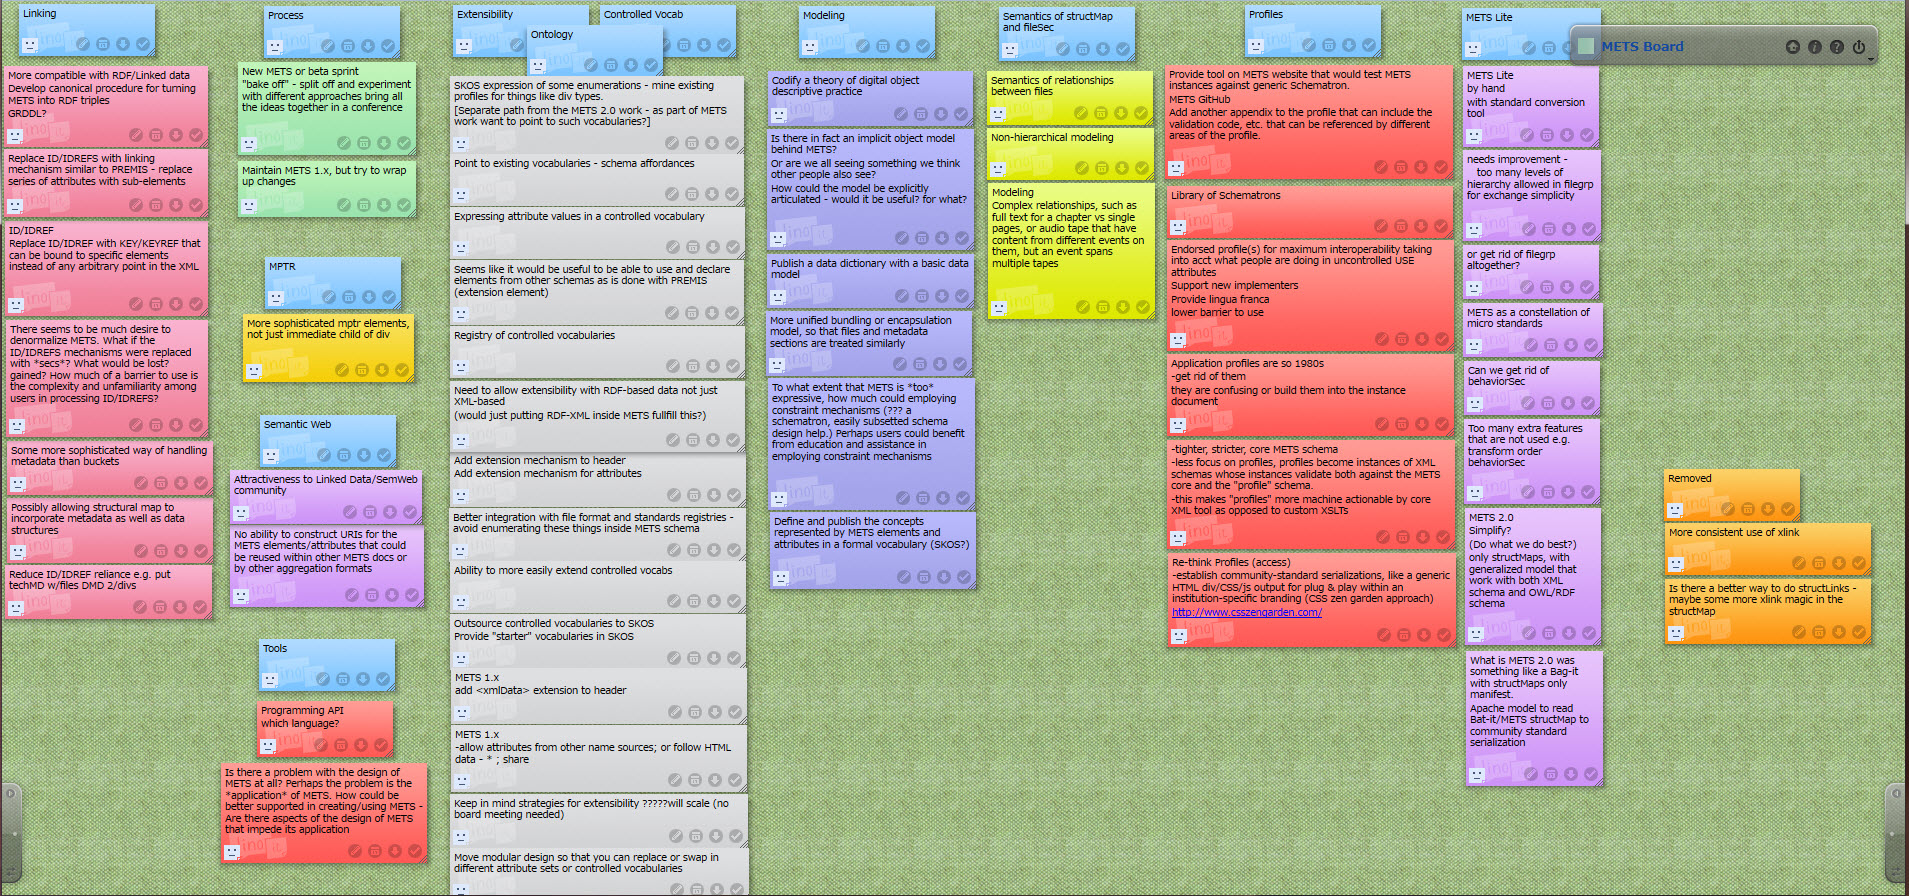 Linking
More compatible with RDF/Linked data
Develop canonical procedure for turning
METS into RDF triples
GRDDL?
Replace ID/IDREFS with linking
mechanism similar to PREMIS - replace
series of attributes with sub-elements
ID/IDREF
Replace ID/IDREF with KEY/KEYREF that
can be bound to specific elements
instead of any arbitrary point in the XML
There seems to be much desire to
denormalize METS. What if the
ID/IDREFS mechanisms were replaced
with *secs*? What would be lost?
gained? How much of a barrier to use is
the complexity and unfamiliarity among
users in processing ID/IDREFS?
Some more sophisticated way of handling
metadata than buckets
Possibly allowing structural map to
incorporate metadata as well as data
structures
Reduce ID/IDREF reliance e.g. put
techMD w/files DMD 2/divs
Process
New METS or beta sprint
"bake off" - split off and experiment
with different approaches bring all
the ideas together in a conference
Maintain METS 1.x, but try to wrap
up changes
MPTR
More sophisticated mptr elements,
not just immediate child of div
Semantic Web
Attractiveness to Linked Data/SemWeb
community
No ability to construct URIs for the
METS elements/attributes that could
be reused within other METS docs or
by other aggregation formats
Tools
Programming API
which language?
Is there a problem with the design of
METS at all? Perhaps the problem is the
*application* of METS. How could be
better supported in creating/using METS -
Are there aspects of the design of METS
that impede its application
Extensibility
Controlled Vocab
Ontology
SKOS expression of some enumerations - mine existing
profiles for things like div types.
[Separate path from the METS 2.0 work - as part of METS
work want to point to such vocabularies?]
Point to existing vocabularies - schema affordances
Expressing attribute values in a controlled vocabulary
Seems like it would be useful to be able to use and declare
elements from other schemas as is done with PREMIS
(extension element)
Registry of controlled vocabularies
Need to allow extensibility with RDF-based data not just
XML-based
(would just putting RDF-XML inside METS fullfill this?)
Add extension mechanism to header
Add extension mechanism for attributes
Better integration with file format and standards registries -
avoid enumerating these things inside METS schema
Ability to more easily extend controlled vocabs
Outsource controlled vocabularies to SKOS
Provide "starter" vocabularies in SKOS
METS 1.x
add <xmlData> extension to header
METS 1.x
-allow attributes from other name sources; or follow HTML
data - * ; share
Keep in mind strategies for extensibility ?????will scale (no
board meeting needed)
Move modular design so that you can replace or swap in
different attribute sets or controlled vocabularies
Modeling
Codify a theory of digital object
descriptive practice
Is there in fact an implicit object model
behind METS?
Or are we all seeing something we think
other people also see?
How could the model be explicitly
articulated - would it be useful? for what?
Publish a data dictionary with a basic data
model
More unified bundling or encapsulation
model, so that files and metadata
sections are treated similarly
To what extent that METS is *too*
expressive, how much could employing
constraint mechanisms (??? a
schematron, easily subsetted schema
design help.) Perhaps users could benefit
from education and assistance in
employing constraint mechanisms
Define and publish the concepts
represented by METS elements and
attributes in a formal vocabulary (SKOS?)
Semantics of structMap
and fileSec
Semantics of relationships
between files
Non-hierarchical modeling
Modeling
Complex relationships, such as
full text for a chapter vs single
pages, or audio tape that have
content from different events on
them, but an event spans
multiple tapes
Profiles
Provide tool on METS website that would test METS
instances against generic Schematron.
METS GitHub
Add another appendix to the profile that can include the
validation code, etc. that can be referenced by different
areas of the profile.
Library of Schematrons
Endorsed profile(s) for maximum interoperability taking
into acct what people are doing in uncontrolled USE
attributes
Support new implementers
Provide lingua franca
lower barrier to use
Application profiles are so 1980s
-get rid of them
they are confusing or build them into the instance
document
-tighter, stricter, core METS schema
-less focus on profiles, profiles become instances of XML
schemas whose instances validate both against the METS
core and the "profile" schema.
-this makes "profiles" more machine actionable by core
XML tool as opposed to custom XSLTs
Re-think Profiles (access)
-establish community-standard serializations, like a generic
HTML div/CSS/js output for plug & play within an
institution-specific branding (CSS zen garden approach)
http://www.csszengarden.com/
METS Lite
METS Lite
by hand
with standard conversion
tool
needs improvement -
too many levels of
hierarchy allowed in filegrp
for exchange simplicity
or get rid of filegrp
altogether?
METS as a constellation of
micro standards
Can we get rid of
behaviorSec
Too many extra features
that are not used e.g.
transform order
behaviorSec
METS 2.0
Simplify?
(Do what we do best?)
only structMaps, with
generalized model that
work with both XML
schema and OWL/RDF
schema
What is METS 2.0 was
something like a Bag-it
with structMaps only
manifest.
Apache model to read
Bat-it/METS structMap to
community standard
serialization
METS Board
Removed
More consistent use of xlink
Is there a better way to do structLinks -
maybe some more xlink magic in the
structMap